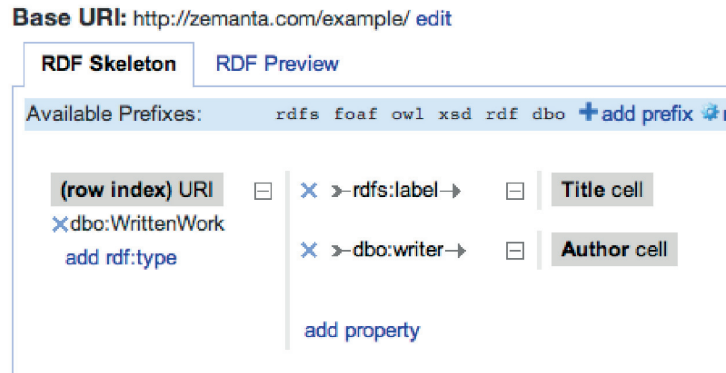 Base URI: http://zemanta.com/example/ edit
RDF Skeleton RDF Preview
Available Prefixes: rdfs foaf owl xsd rdf dbo add prefix
(row index) URI rdfs:label Title cell
dbo:WrittenWork
dbo:writer Author cell
add rdf:type
add property